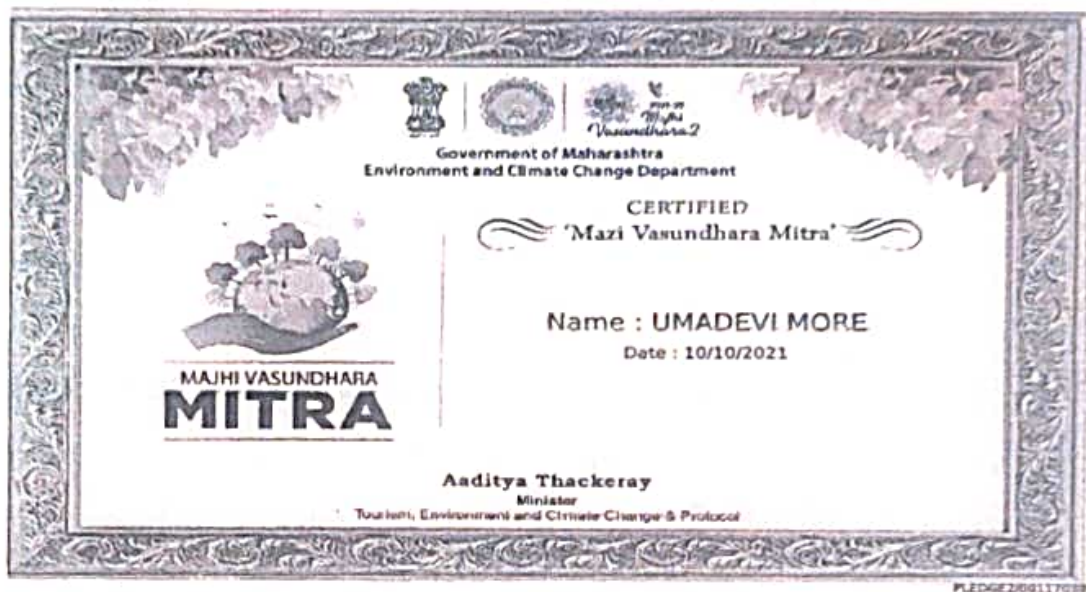 Vasundhara2
Government of Maharashtra
Environment and Climate Change Department
CERTIFIED
"Mazi Vasundhara Mitra"
Name : UMADEVI MORE
Date : 10/10/2021
MAJHI VASUNDHARA
MITRA
Aaditya Thackeray
Minister
Tourism, Environment and Climate Change & Protocol